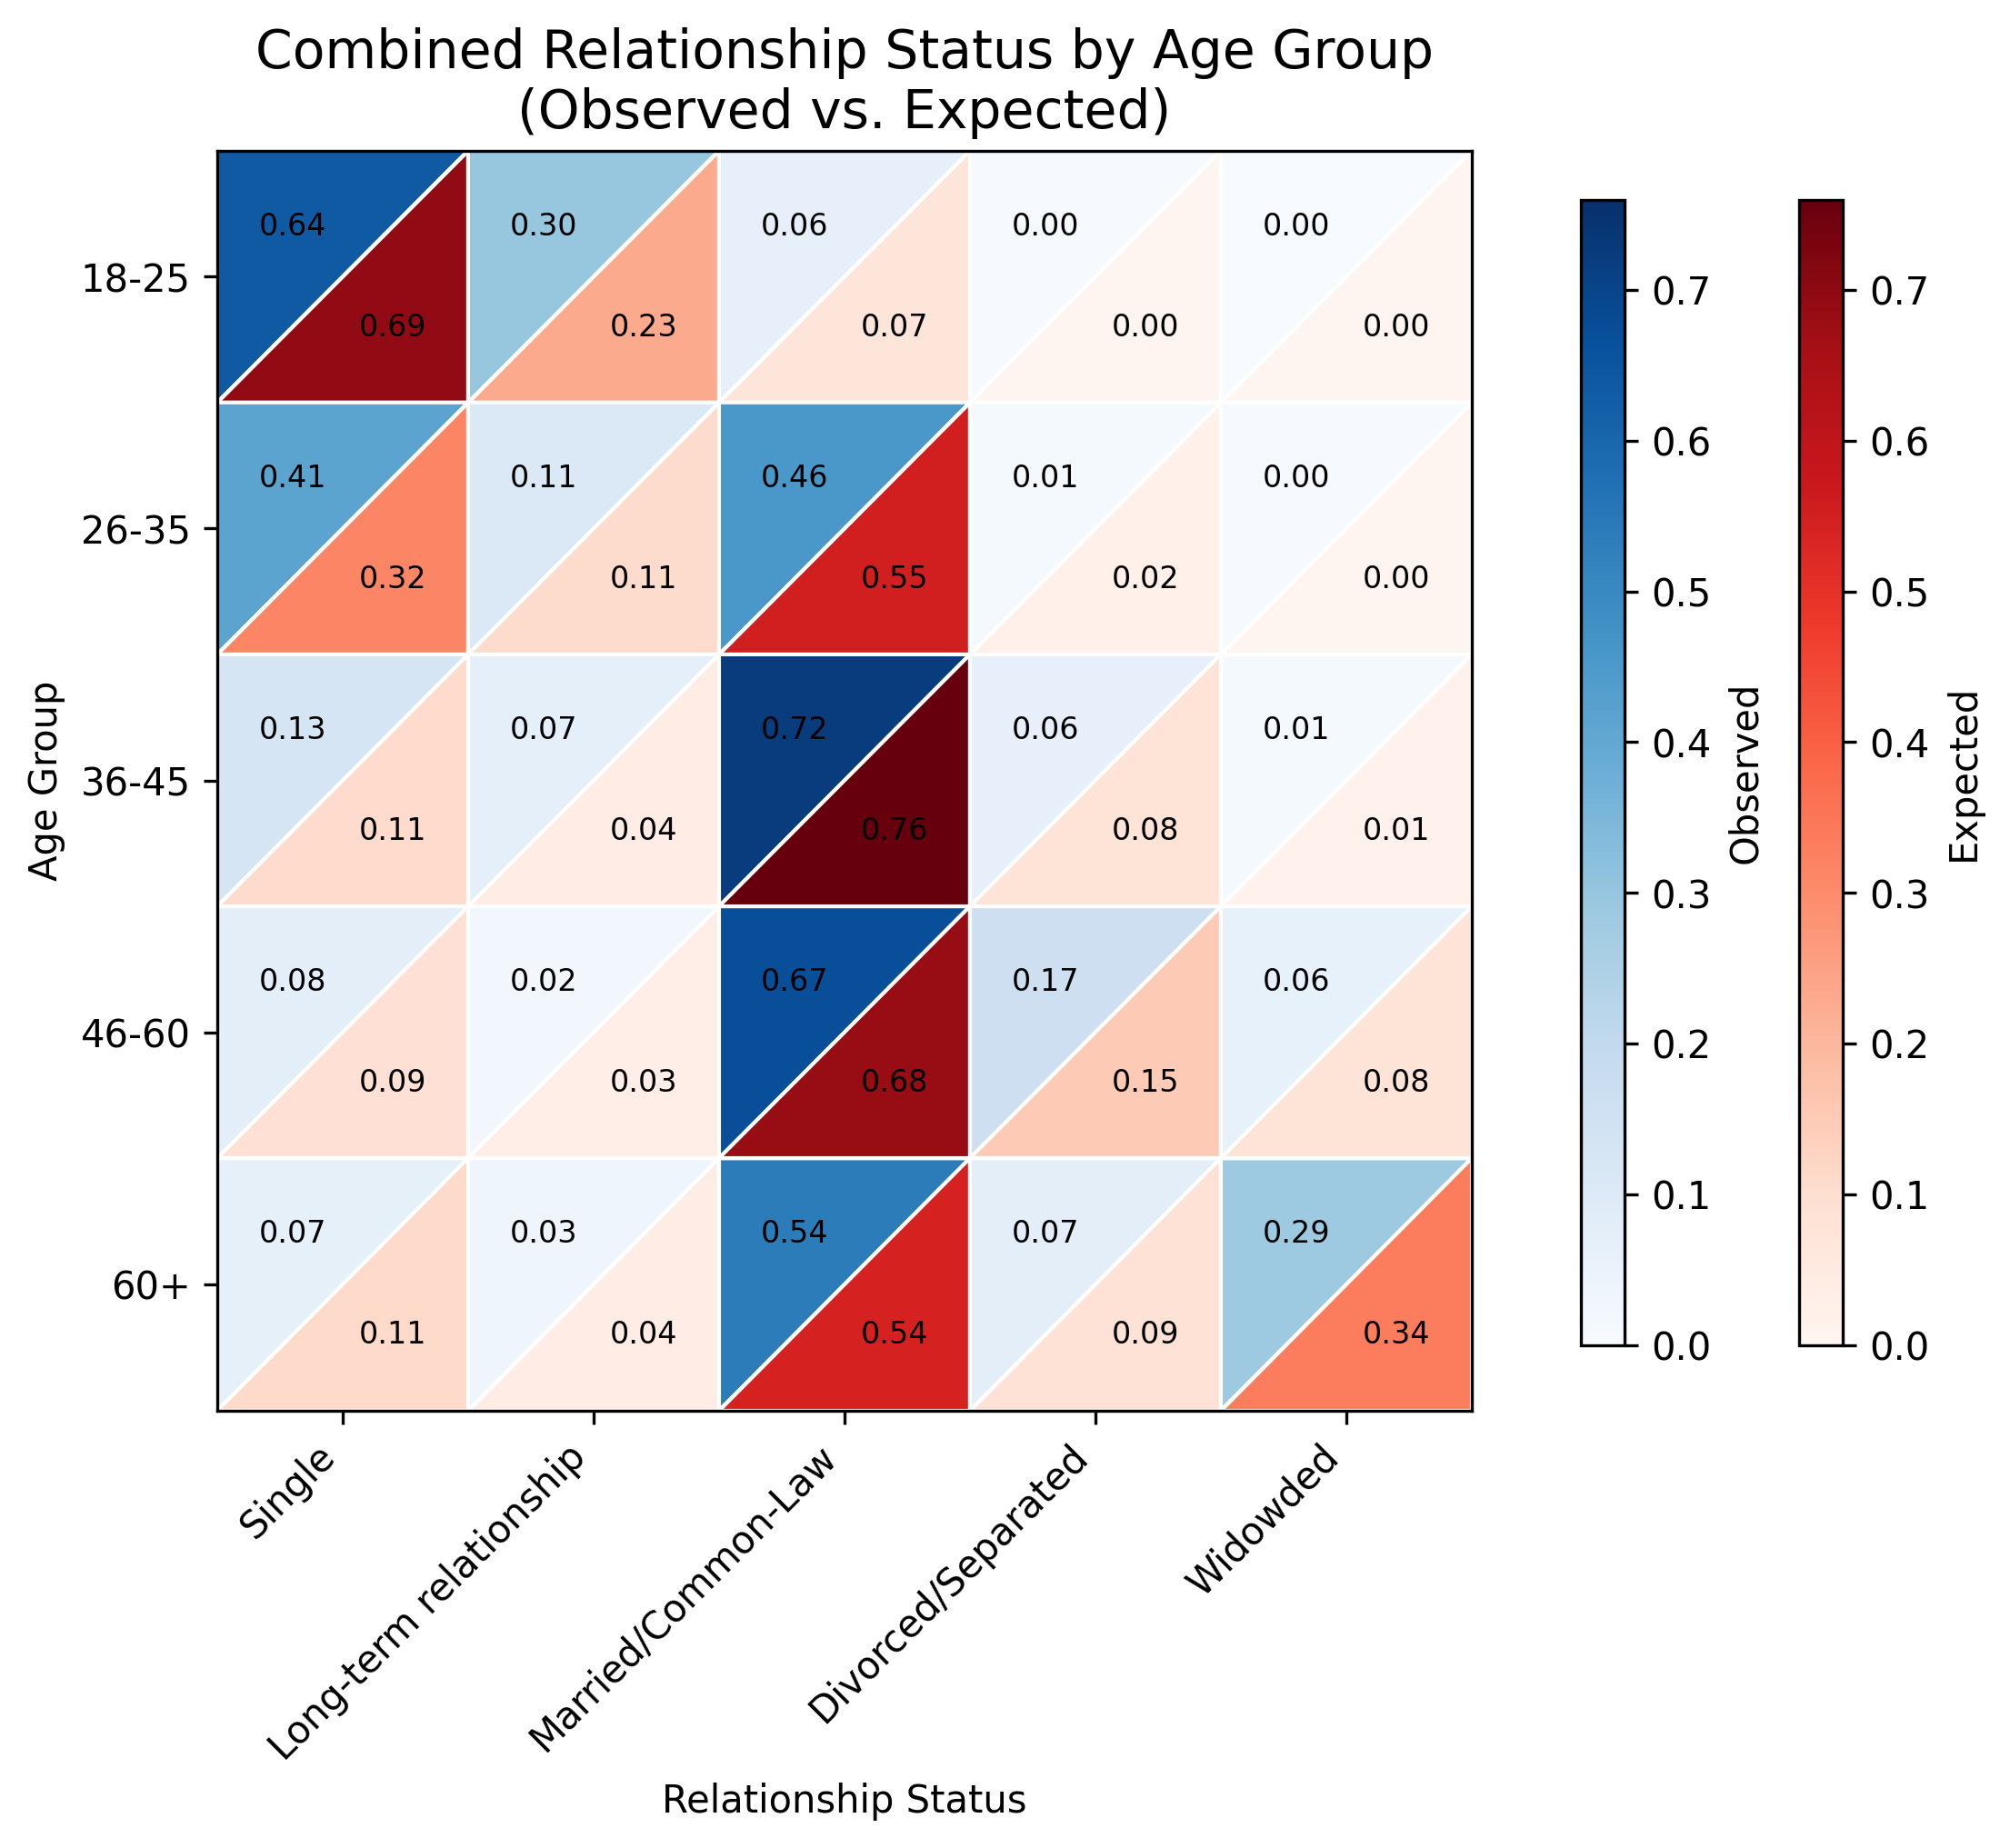 Combined Relationship Status by Age Group
(Observed vs. Expected)
0.64 0.30 0.06 0.00 0.00
18-25
0.69 0.23 0.07 0.00 0.00
0.41 0.11 0.46 0.01 0.00
26-35
0.32 0.11 0.55 0.02 0.00
0.13 0.07 0.72 0.06 0.01
36-45
0.11 0.04 0.76 0.08 0.01
0.08 0.02 0.67 0.17 0.06
46-60
0.09 0.03 0.68 0.15 0.08
0.07 0.03 0.54 0.07 0.29
60+
0.11 0.04 0.54 0.09 0.34
Age Group
Single
Long-term relationship
Married/Common-Law
Divorced/Separated
Widowded
Relationship Status
0.7
0.6
0.5
0.4
0.3
0.2
0.1
0.0
Observed
0.7
0.6
0.5
0.4
0.3
0.2
0.1
0.0
Expected